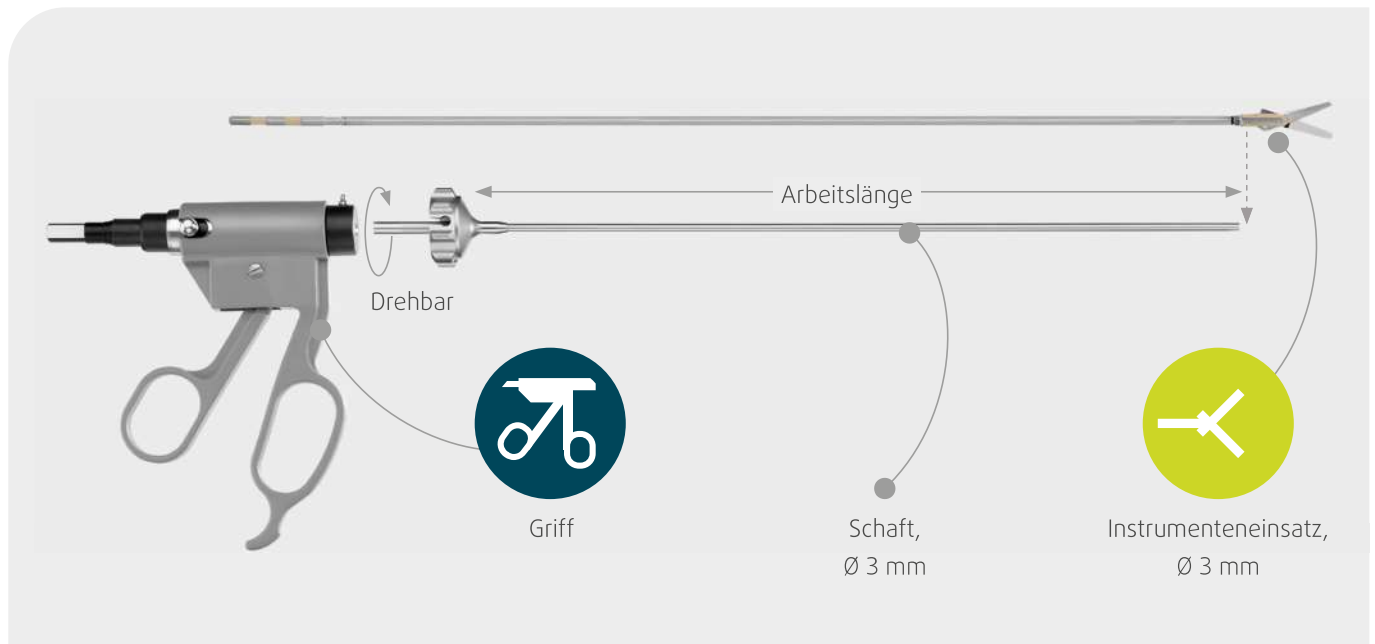 Arbeitslänge
Drehbar
Griff
Schaft,
Ø 3 mm
Instrumenteneinsatz,
Ø 3 mm